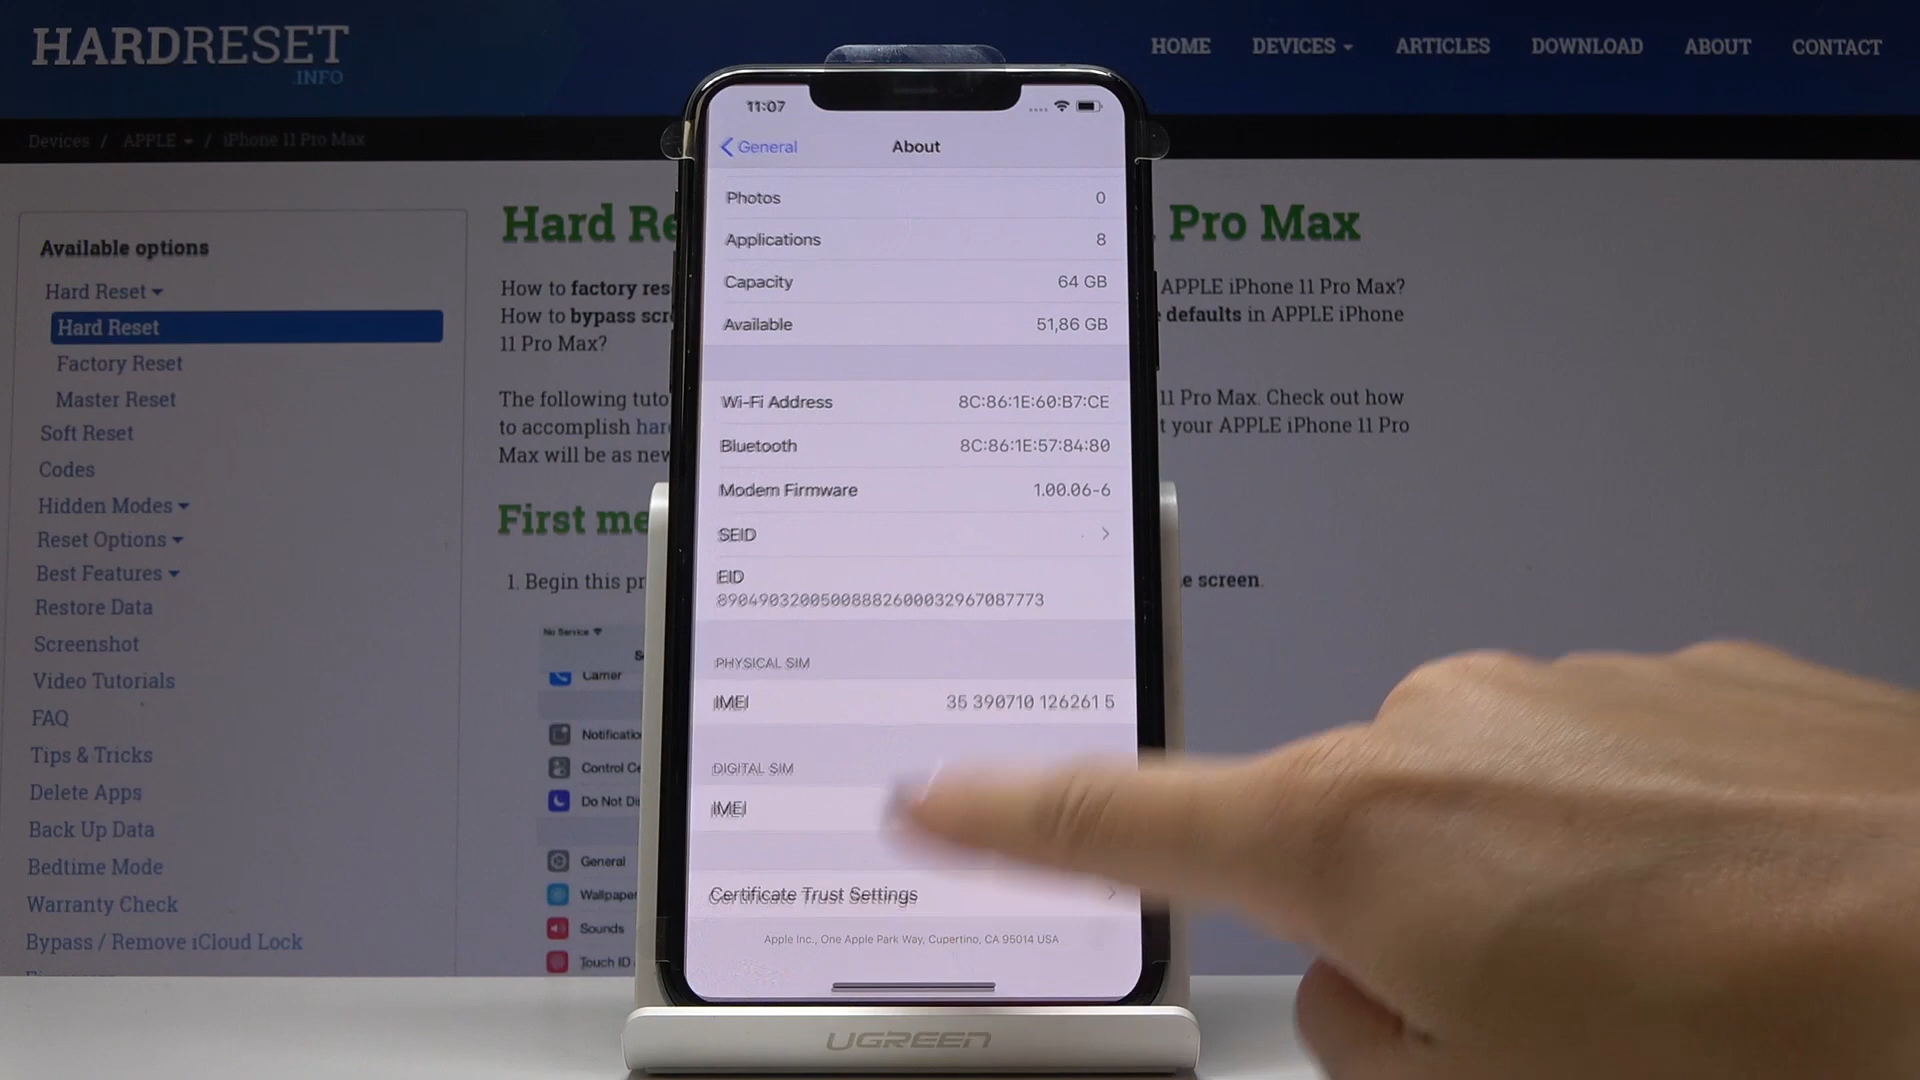 HARDRESET
.INFO
HOME DEVICES ARTICLES DOWNLOAD ABOUT CONTACT
Devices / APPLE / iPhone 11 Pro Max
Available options
Hard Reset
Hard Reset
Factory Reset
Master Reset
Soft Reset
Codes
Hidden Modes
Reset Options
Best Features
Restore Data
Screenshot
Video Tutorials
FAQ
Tips & Tricks
Delete Apps
Back Up Data
Bedtime Mode
Warranty Check
Bypass / Remove iCloud Lock
Hard Re Pro Max
How to factory res APPLE iPhone 11 Pro Max?
How to bypass scr defaults in APPLE iPhone
11 Pro Max?
The following tuto 11 Pro Max. Check out how
to accomplish hard t your APPLE iPhone 11 Pro
Max will be as new
First me
1. Begin this pr e screen.
No Service
Notificatio
Control Ce
Do Not Di
General
Wallpaper
Sounds
Touch ID
11:07
General
About
Photos 0
Applications 8
Capacity 64 GB
Available 51,86 GB
Wi-Fi Address 8C:86:1E:60:B7:CE
Bluetooth 8C:86:1E:57:84:80
Modem Firmware 1.00.06-6
SEID
EID
89049032005008882600032967087773
PHYSICAL SIM
IMEI 35 390710 126261 5
DIGITAL SIM
IMEI
Certificate Trust Settings
Apple Inc., One Apple Park Way, Cupertino, CA 95014 USA
UGREEN